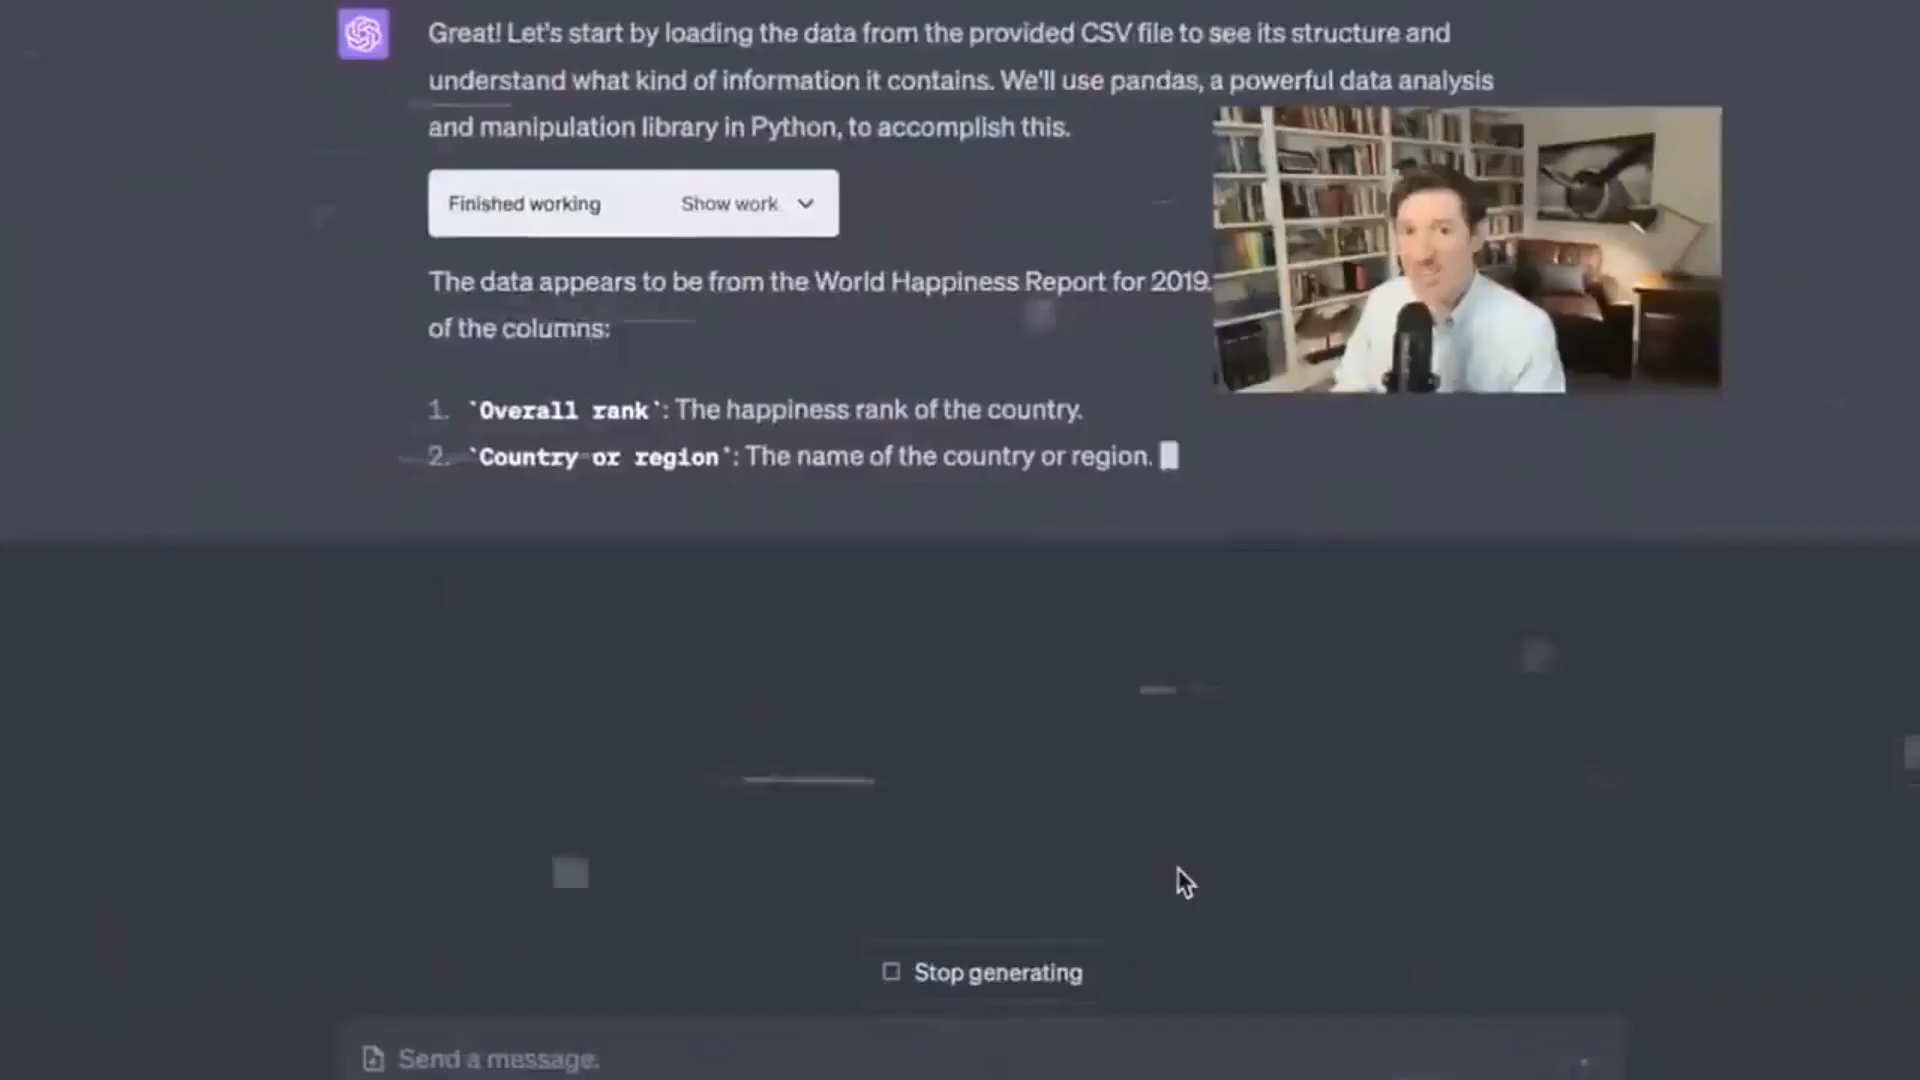 Great! Let's start by loading the data from the provided CSV file to see its structure and
understand what kind of information it contains. We'll use pandas, a powerful data analysis
and manipulation library in Python, to accomplish this.
Finished working
Show work
The data appears to be from the World Happiness Report for 2019.
of the columns:
1. `Overall rank`: The happiness rank of the country.
2. `Country or region`: The name of the country or region.
Stop generating
Send a message.